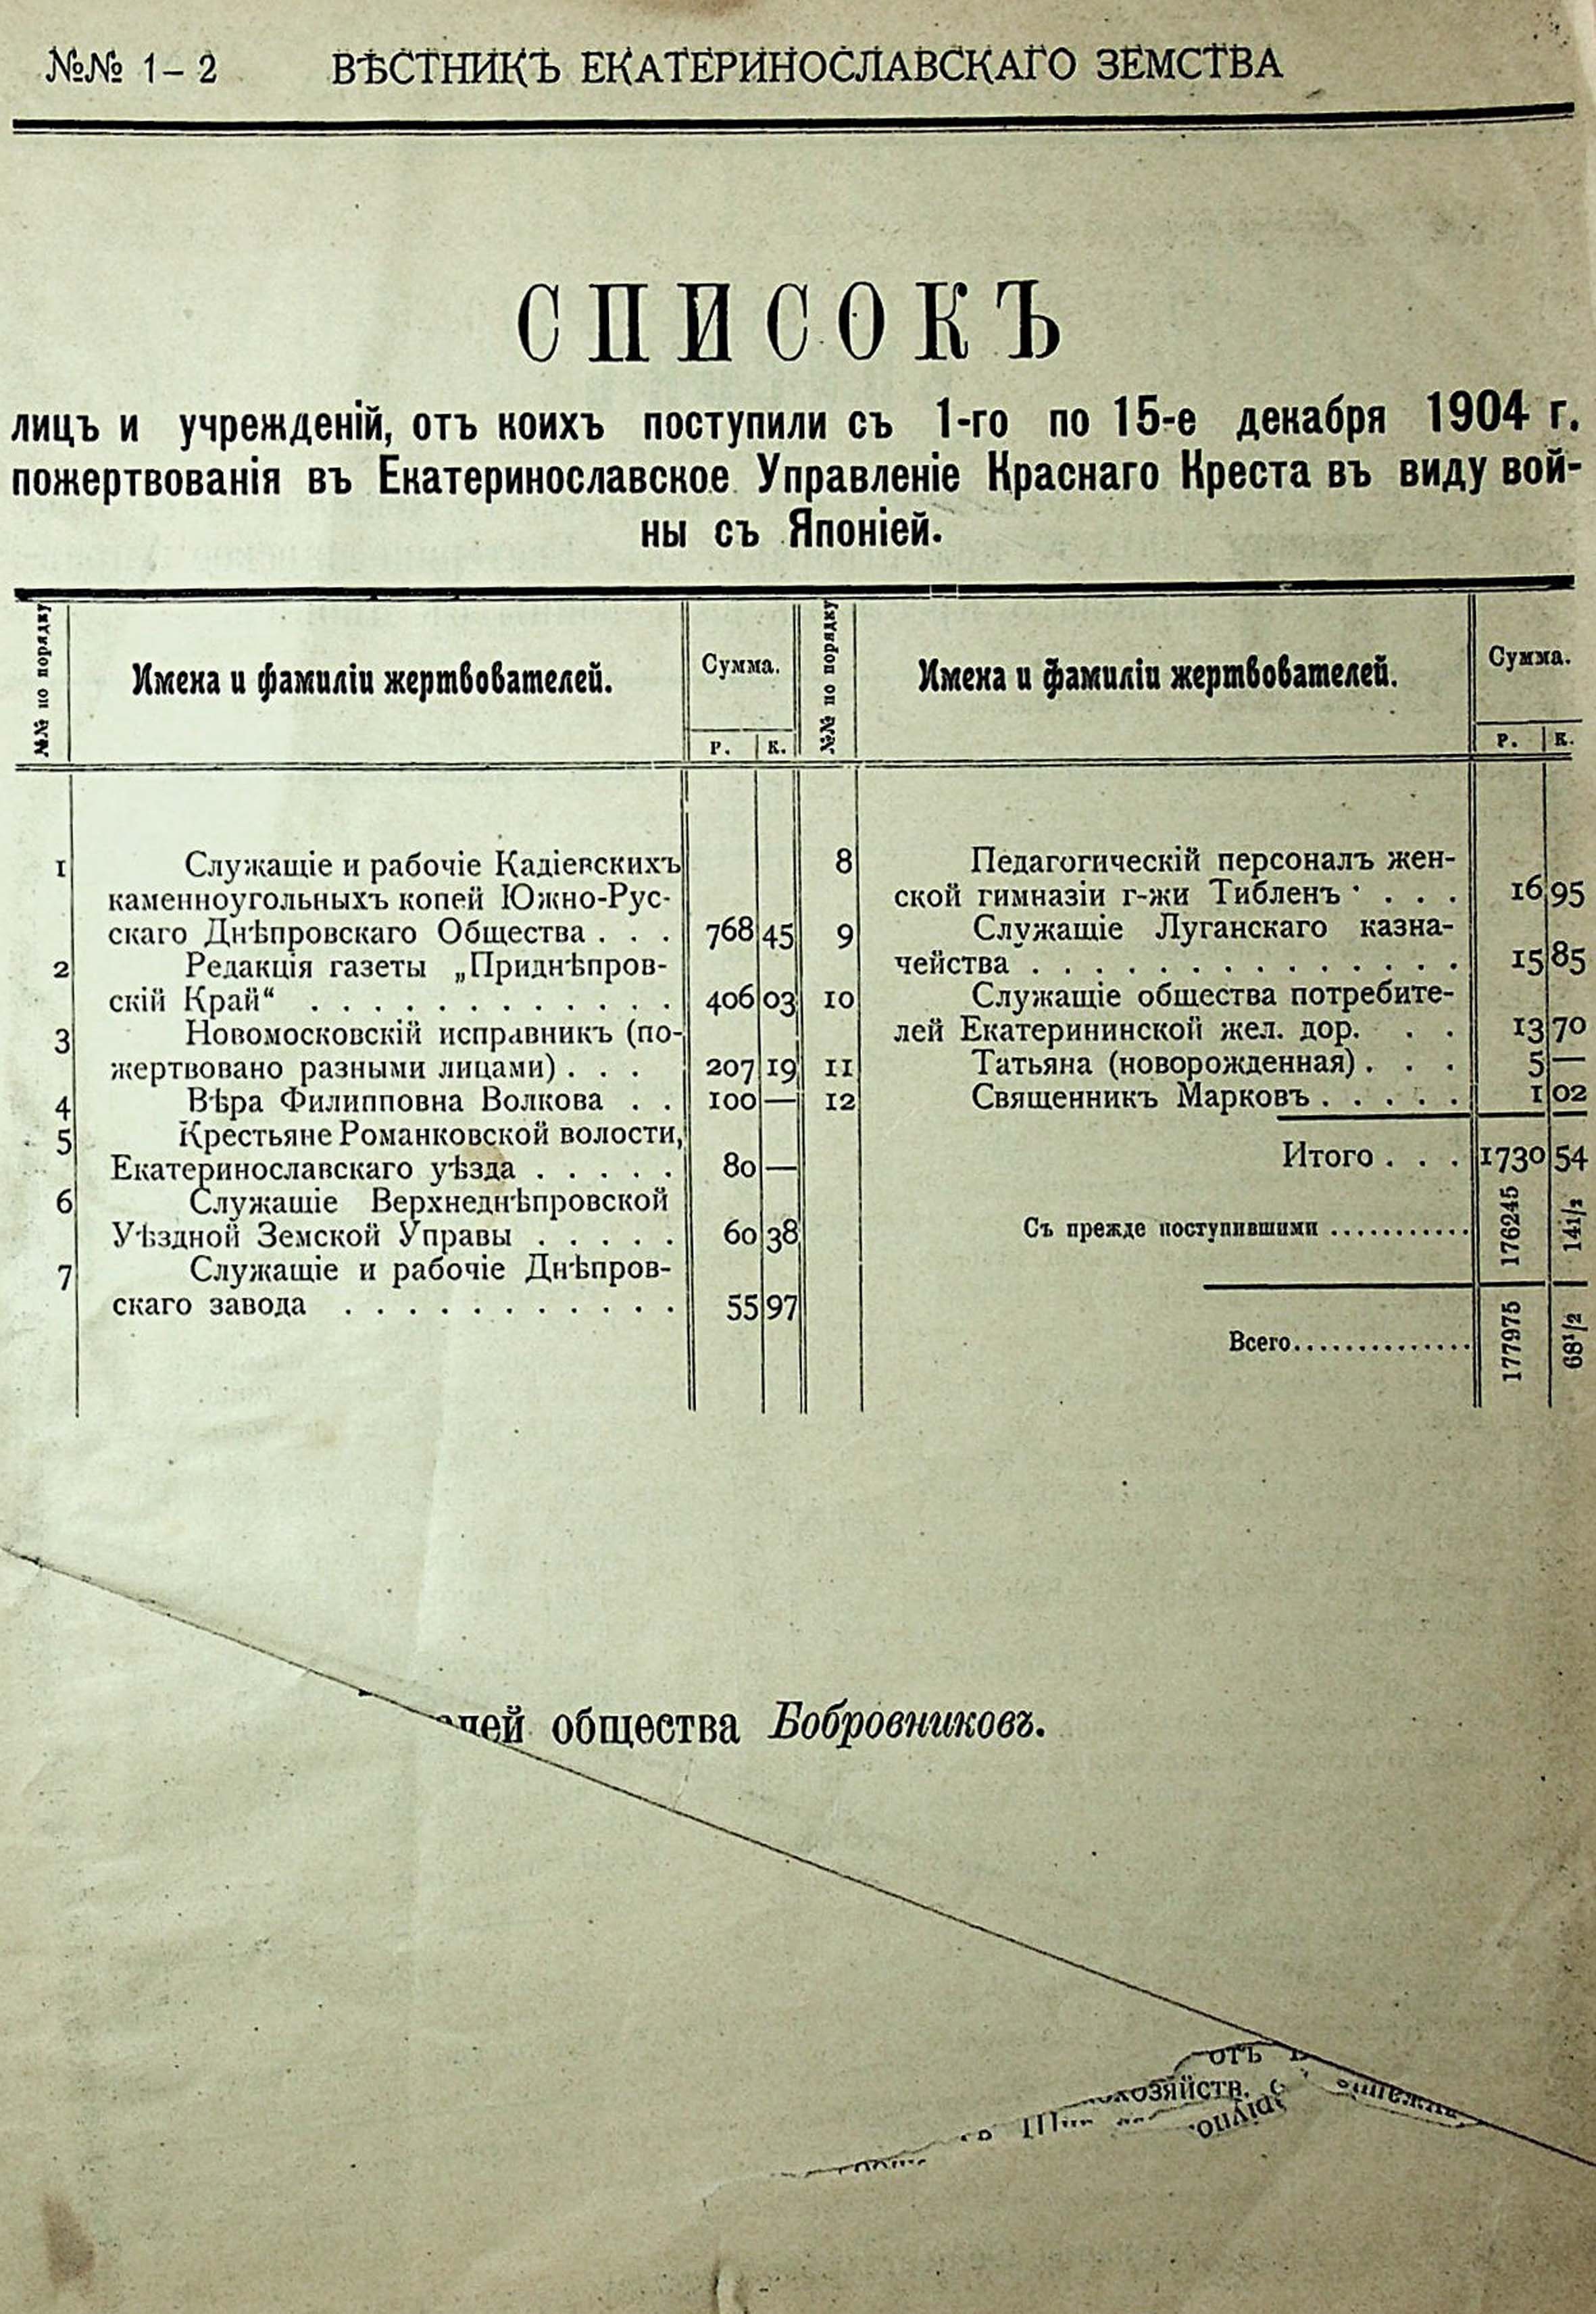 №№ 1–2 ВѢСТНИКЪ ЕКАТЕРИНОСЛАВСКАГО ЗЕМСТВА
СПИСОКЪ
лицъ и учрежденій, отъ коихъ поступили съ 1-го по 15-е декабря 1904 г.
пожертвованія въ Екатеринославское Управленіе Краснаго Креста въ виду вой-
ны съ Японіей.
№№ по порядку
Имена и фамиліи жертвователей.
Сумма.
Р. К.
1 Служащіе и рабочіе Кадіевскихъ
каменноугольныхъ копей Южно-Рус-
скаго Днѣпровскаго Общества . . . 768 45
2 Редакція газеты „Приднѣпров-
скій Край“ . . . . . . . . . . . . 406 03
3 Новомосковскій исправникъ (по-
жертвовано разными лицами) . . . 207 19
4 Вѣра Филипповна Волкова . . 100 —
5 Крестьяне Романковской волости,
Екатеринославскаго уѣзда . . . . . 80 —
6 Служащіе Верхнеднѣпровской
Уѣздной Земской Управы . . . . . 60 38
7 Служащіе и рабочіе Днѣпров-
скаго завода . . . . . . . . . . . 55 97
№№ по порядку
Имена и фамиліи жертвователей.
Сумма.
Р. К.
8 Педагогическій персоналъ жен-
ской гимназіи г-жи Тибленъ . . . 16 95
9 Служащіе Луганскаго казна-
чейства . . . . . . . . . . . . . . 15 85
10 Служащіе общества потребите-
лей Екатерининской жел. дор. . . . 13 70
11 Татьяна (новорожденная) . . . 5 —
12 Священникъ Марковъ . . . . . 1 02
Итого . . . 1730 54
Съ прежде поступившими ........... 176245 14 1/2
Всего.............. 177975 68 1/2
общества Бобровниковъ.
отъ
хозяйств.